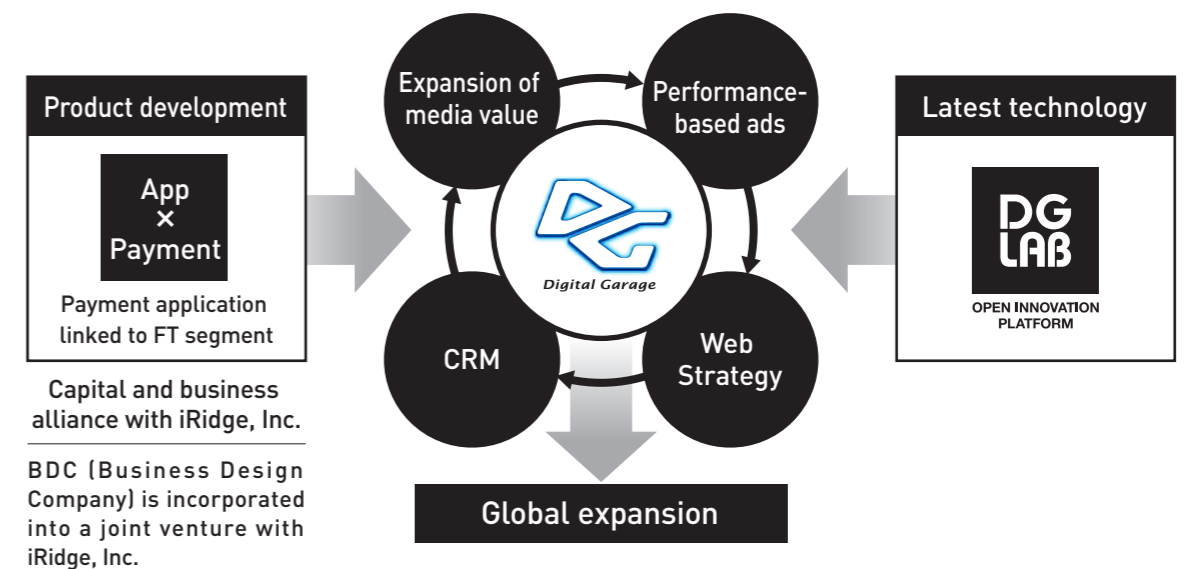 Product development
App
×
Payment
Payment application
linked to FT segment
Capital and business
alliance with iRidge, Inc.
BDC (Business Design
Company) is incorporated
into a joint venture with
iRidge, Inc.
Expansion of
media value
Performance-
based ads
DG
Digital Garage
CRM
Web
Strategy
Global expansion
Latest technology
DG
LAB
OPEN INNOVATION
PLATFORM